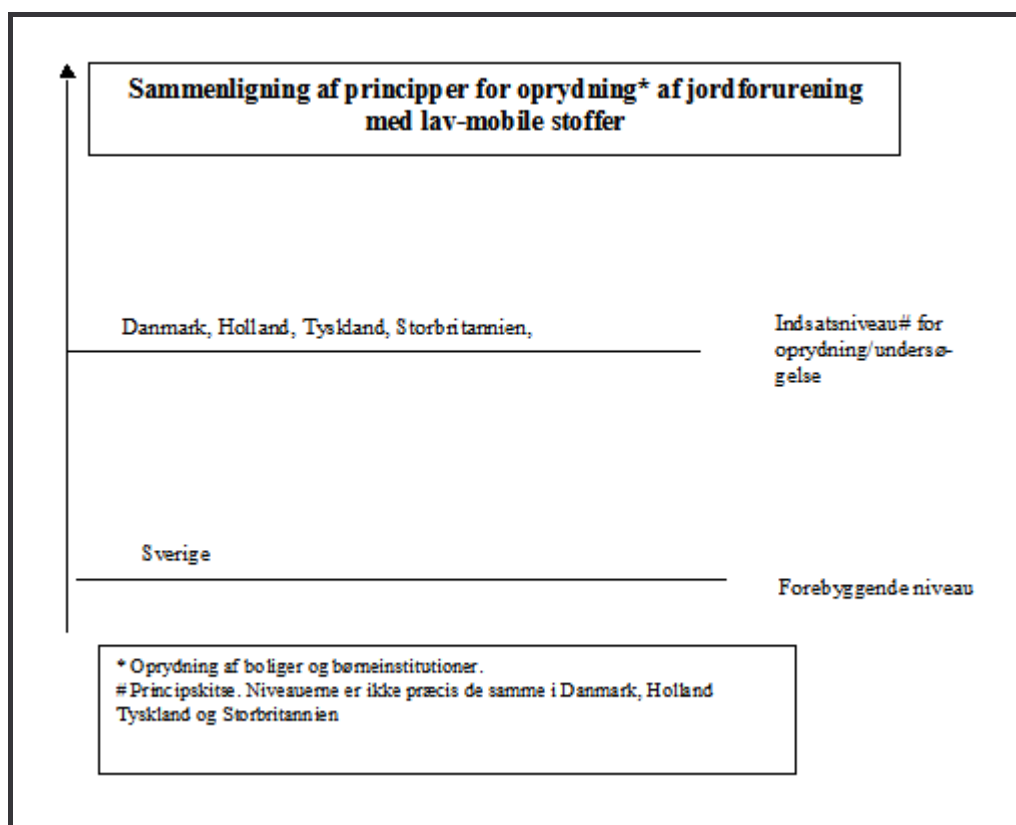 Sammenligning af principper for oprydning* af jordforurening
med lav-mobile stoffer
Danmark, Holland, Tyskland, Storbritannien,
Indsatsniveau# for
oprydning/undersø-
gelse
Sverige
Forebyggende niveau
* Oprydning af boliger og børneinstitutioner.
# Principskitse. Niveauerne er ikke præcis de samme i Danmark, Holland
Tyskland og Storbritannien